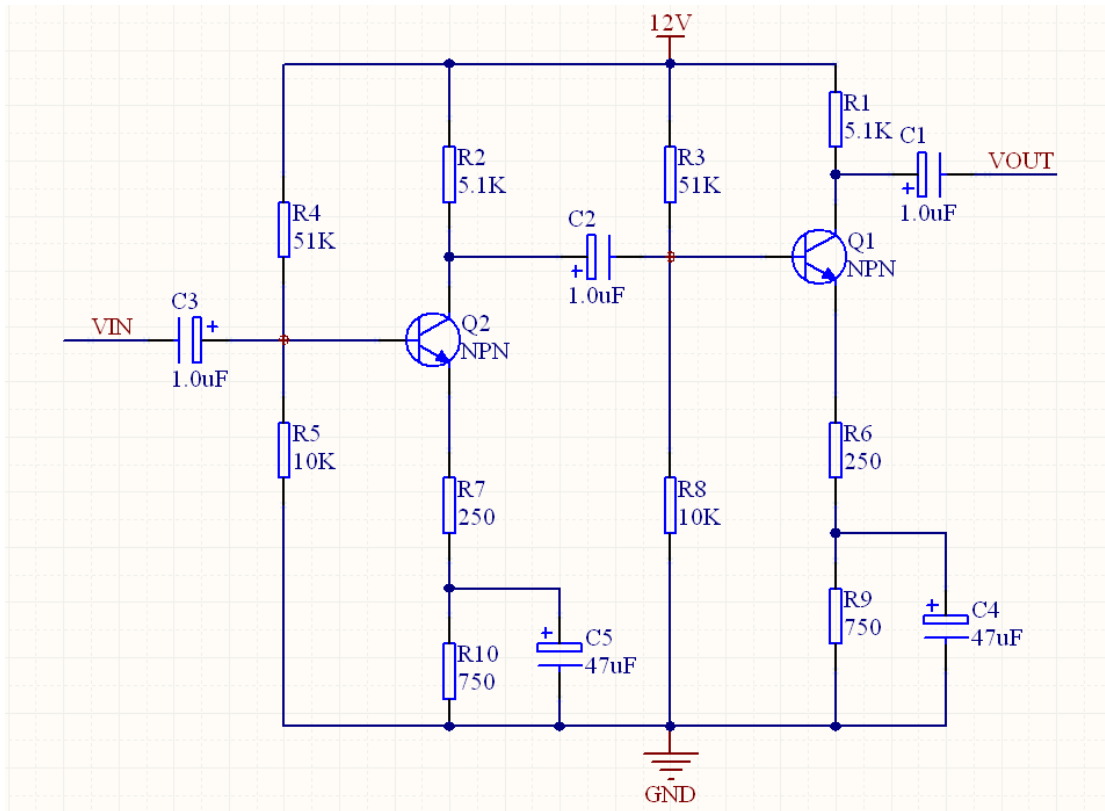 12V
R1
5.1K
C1
VOUT
1.0uF
R2
5.1K
R3
51K
R4
51K
C2
1.0uF
Q1
NPN
C3
VIN
1.0uF
Q2
NPN
R5
10K
R6
250
R7
250
R8
10K
R9
750
C4
47uF
C5
47uF
R10
750
GND